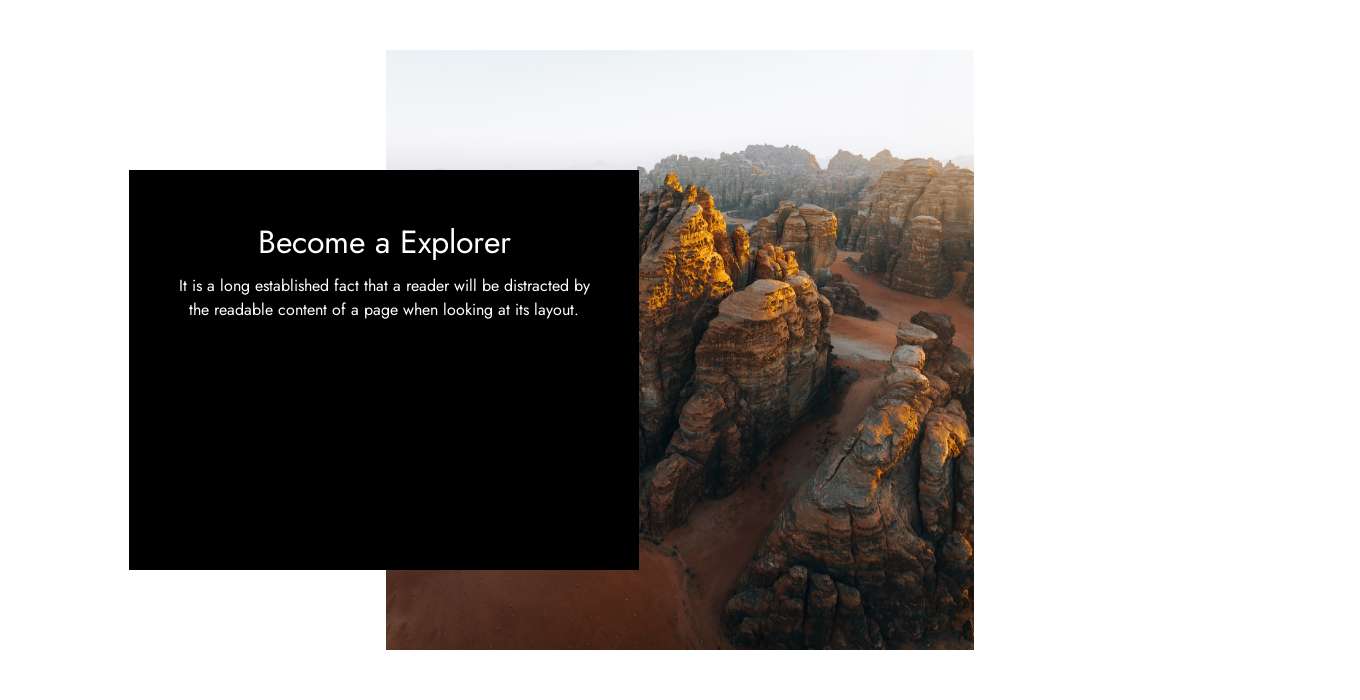 Become a Explorer
It is a long established fact that a reader will be distracted by
the readable content of a page when looking at its layout.